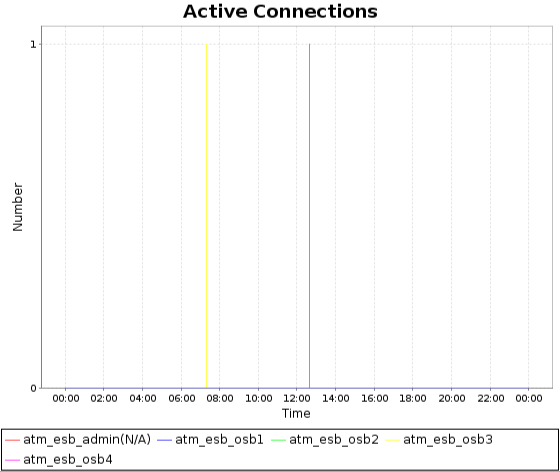 Active Connections
1
Number
0
00:00 02:00 04:00 06:00 08:00 10:00 12:00 14:00 16:00 18:00 20:00 22:00 00:00
Time
atm_esb_admin(N/A) atm_esb_osb1 atm_esb_osb2 atm_esb_osb3
atm_esb_osb4